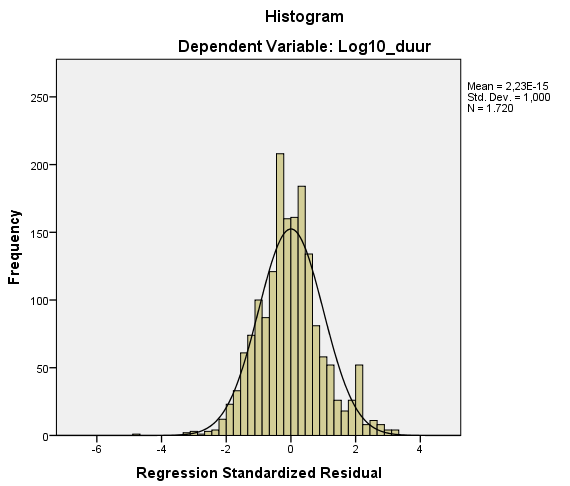 Histogram
Dependent Variable: Log10_duur
Mean = 2,23E-15
Std. Dev. = 1,000
N = 1.720
250
200
150
100
50
0
Frequency
-6 -4 -2 0 2 4
Regression Standardized Residual